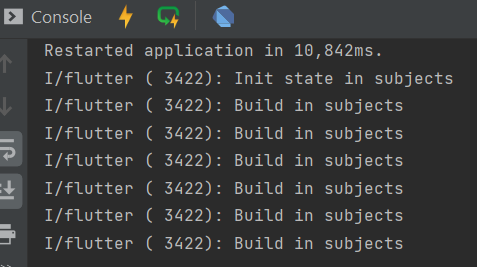 Console
Restarted application in 10,842ms.
I/flutter ( 3422): Init state in subjects
I/flutter ( 3422): Build in subjects
I/flutter ( 3422): Build in subjects
I/flutter ( 3422): Build in subjects
I/flutter ( 3422): Build in subjects
I/flutter ( 3422): Build in subjects
I/flutter ( 3422): Build in subjects